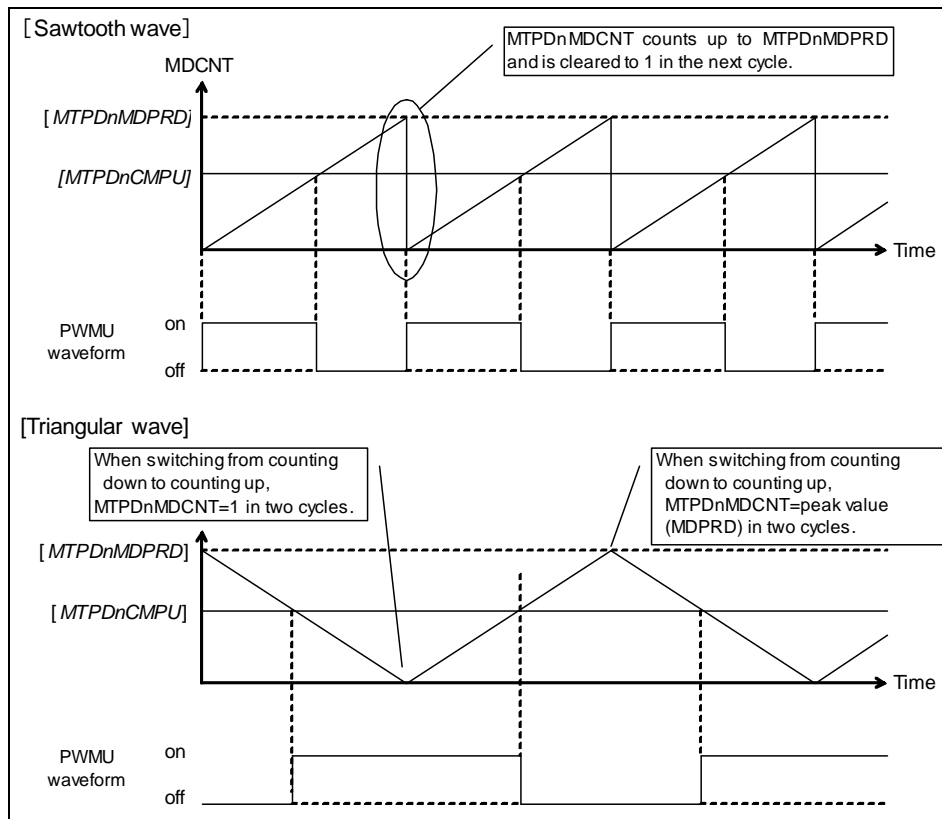 [Sawtooth wave]
MTPDnMDCNT counts up to MTPDnMDPRD
and is cleared to 1 in the next cycle.
MDCNT
[MTPDnMDPRD]
[MTPDnCMPU]
Time
on
PWMU
waveform
off
[Triangular wave]
When switching from counting
down to counting up,
MTPDnMDCNT=1 in two cycles.
When switching from counting
down to counting up,
MTPDnMDCNT=peak value
(MDPRD) in two cycles.
[MTPDnMDPRD]
[MTPDnCMPU]
Time
on
PWMU
waveform
off